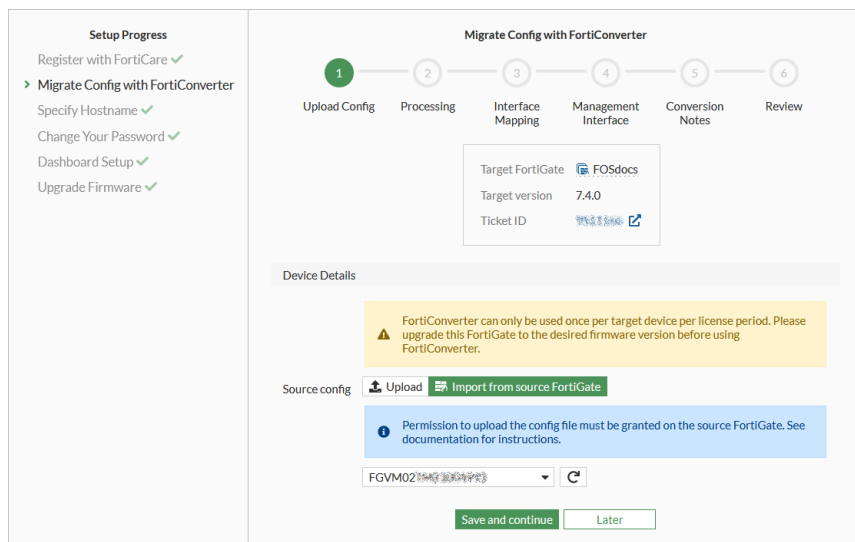 Setup Progress
Register with FortiCare
Migrate Config with FortiConverter
Specify Hostname
Change Your Password
Dashboard Setup
Upgrade Firmware
Migrate Config with FortiConverter
1 2 3 4 5 6
Upload Config Processing Interface Management Conversion Review
Mapping Interface Notes
Target FortiGate FOSdocs
Target version 7.4.0
Ticket ID
Device Details
FortiConverter can only be used once per target device per license period. Please
upgrade this FortiGate to the desired firmware version before using
FortiConverter.
Source config Upload Import from source FortiGate
Permission to upload the config file must be granted on the source FortiGate. See
documentation for instructions.
FGVM02
Save and continue Later